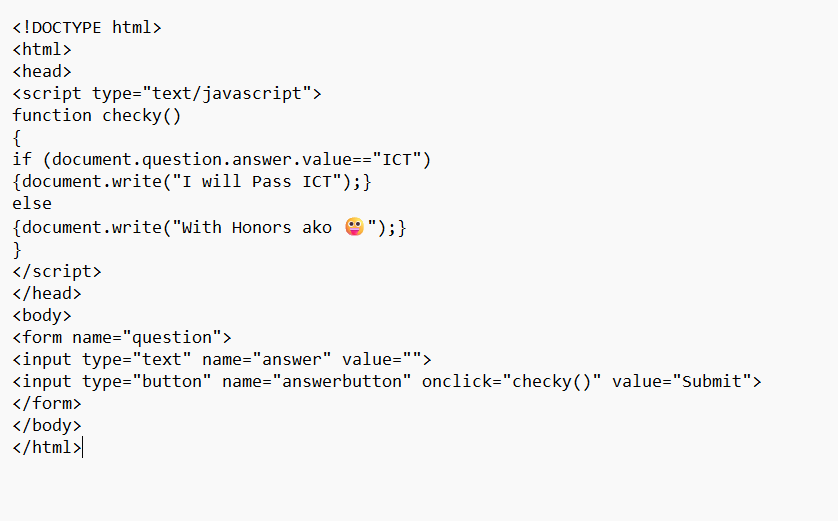 <!DOCTYPE html>
<html>
<head>
<script type="text/javascript">
function checky()
{
if (document.question.answer.value=="ICT")
{document.write("I will Pass ICT");}
else
{document.write("With Honors ako 😛");}
}
</script>
</head>
<body>
<form name="question">
<input type="text" name="answer" value="">
<input type="button" name="answerbutton" onclick="checky()" value="Submit">
</form>
</body>
</html>